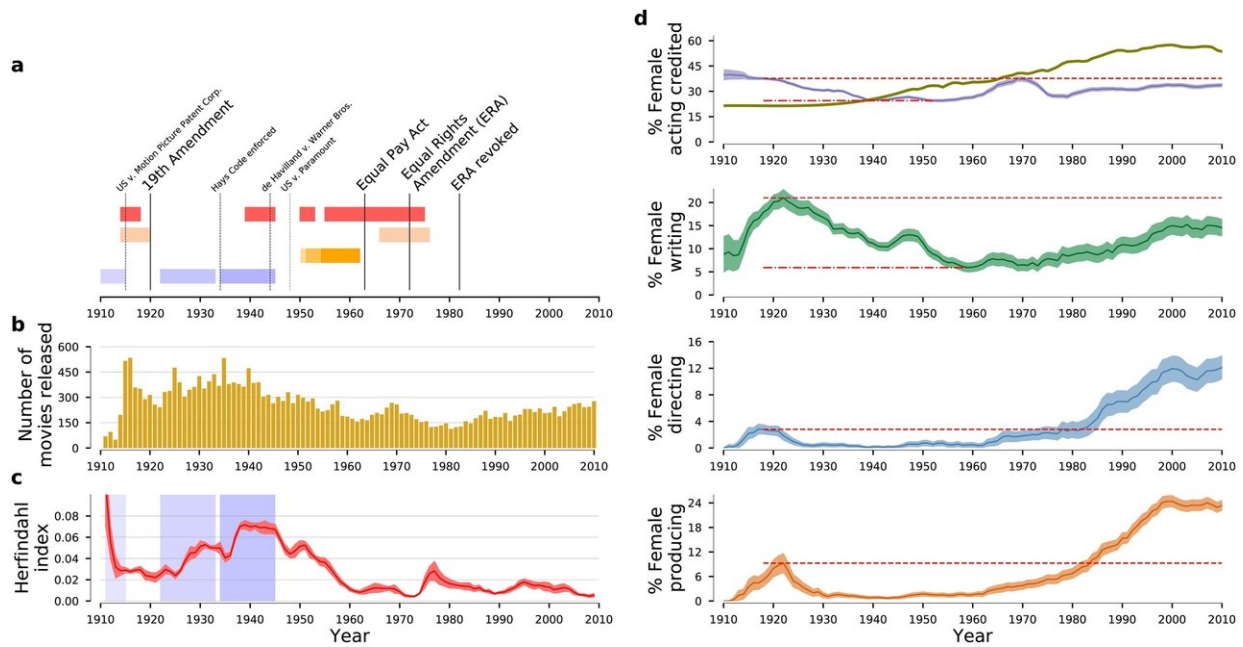 a
US v. Motion Picture Patent Corp.
19th Amendment
Hays Code enforced
de Havilland v. Warner Bros.
US v. Paramount
Equal Pay Act
Equal Rights
Amendment (ERA)
ERA revoked
1910 1920 1930 1940 1950 1960 1970 1980 1990 2000 2010
b
Number of
movies released
600
450
300
150
0
1910 1920 1930 1940 1950 1960 1970 1980 1990 2000 2010
c
Herfindahl
index
0.08
0.06
0.04
0.02
0.00
1910 1920 1930 1940 1950 1960 1970 1980 1990 2000 2010
Year
d
% Female
acting credited
60
45
30
15
0
1910 1920 1930 1940 1950 1960 1970 1980 1990 2000 2010
% Female
writing
20
15
10
5
0
1910 1920 1930 1940 1950 1960 1970 1980 1990 2000 2010
% Female
directing
16
12
8
4
0
1910 1920 1930 1940 1950 1960 1970 1980 1990 2000 2010
% Female
producing
24
18
12
6
0
1910 1920 1930 1940 1950 1960 1970 1980 1990 2000 2010
Year